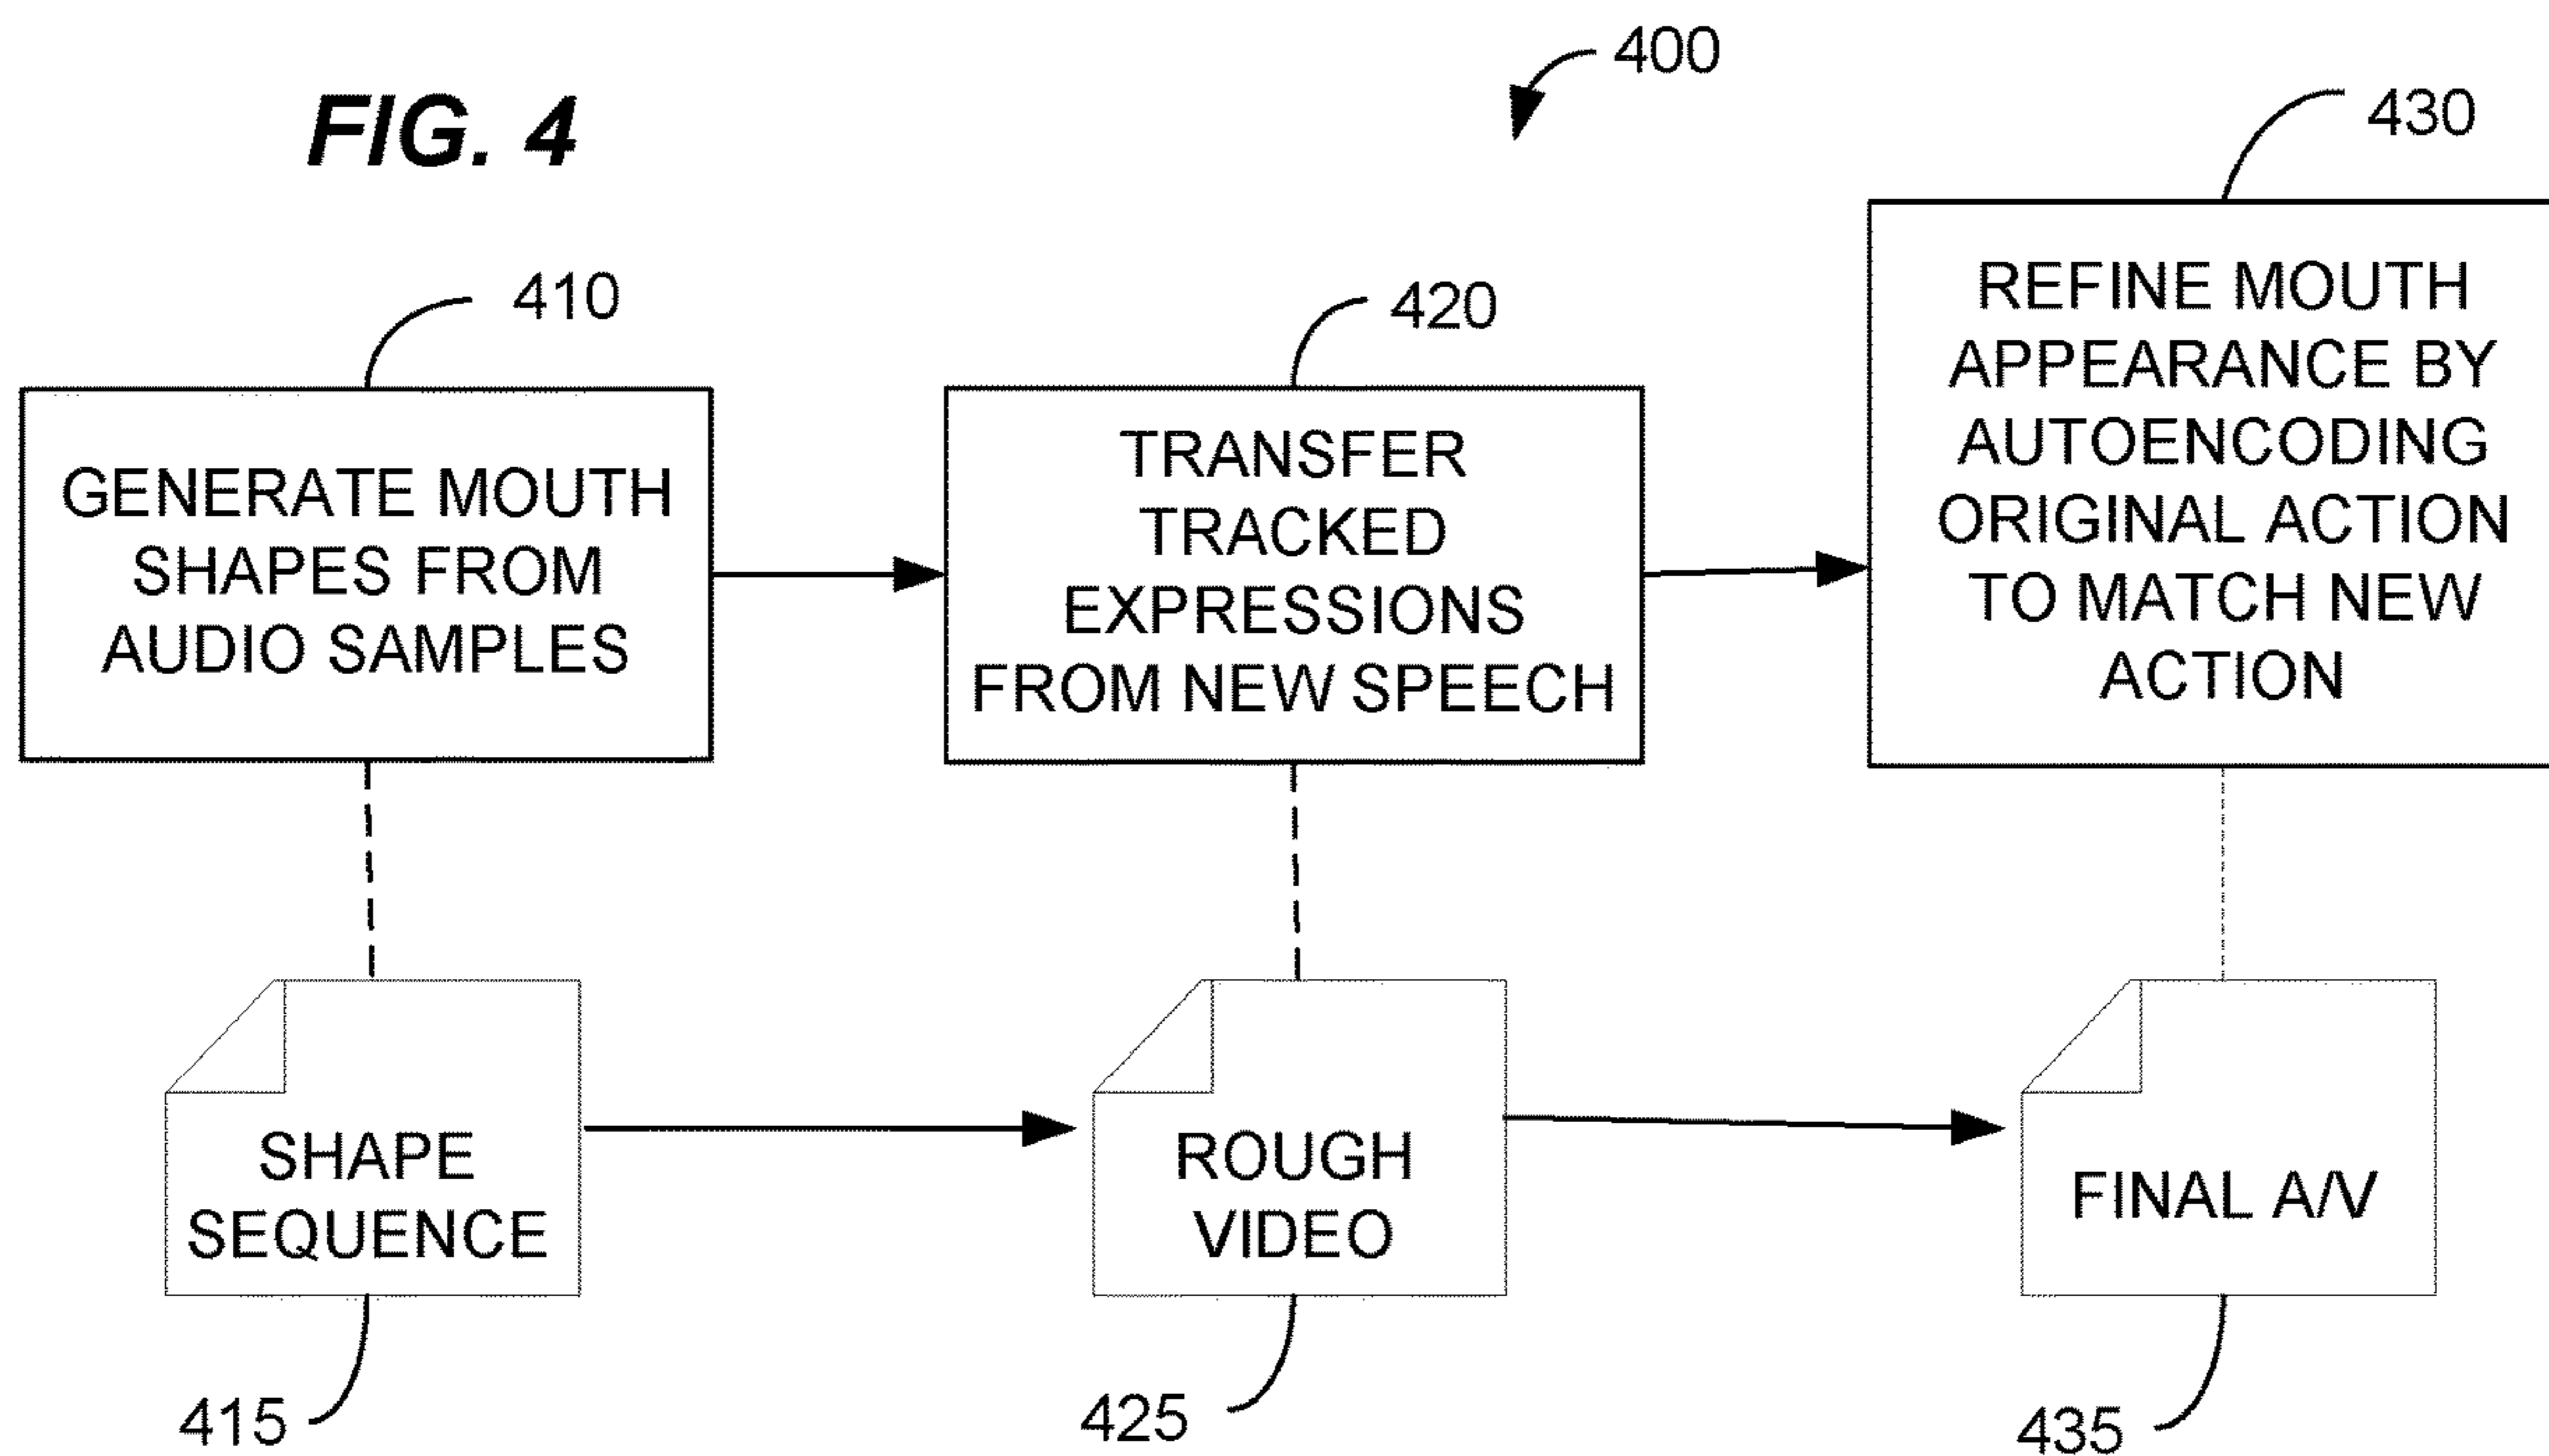 FIG. 4
400
410
420
430
GENERATE MOUTH
SHAPES FROM
AUDIO SAMPLES
TRANSFER
TRACKED
EXPRESSIONS
FROM NEW SPEECH
REFINE MOUTH
APPEARANCE BY
AUTOENCODING
ORIGINAL ACTION
TO MATCH NEW
ACTION
SHAPE
SEQUENCE
ROUGH
VIDEO
FINAL A/V
415
425
435